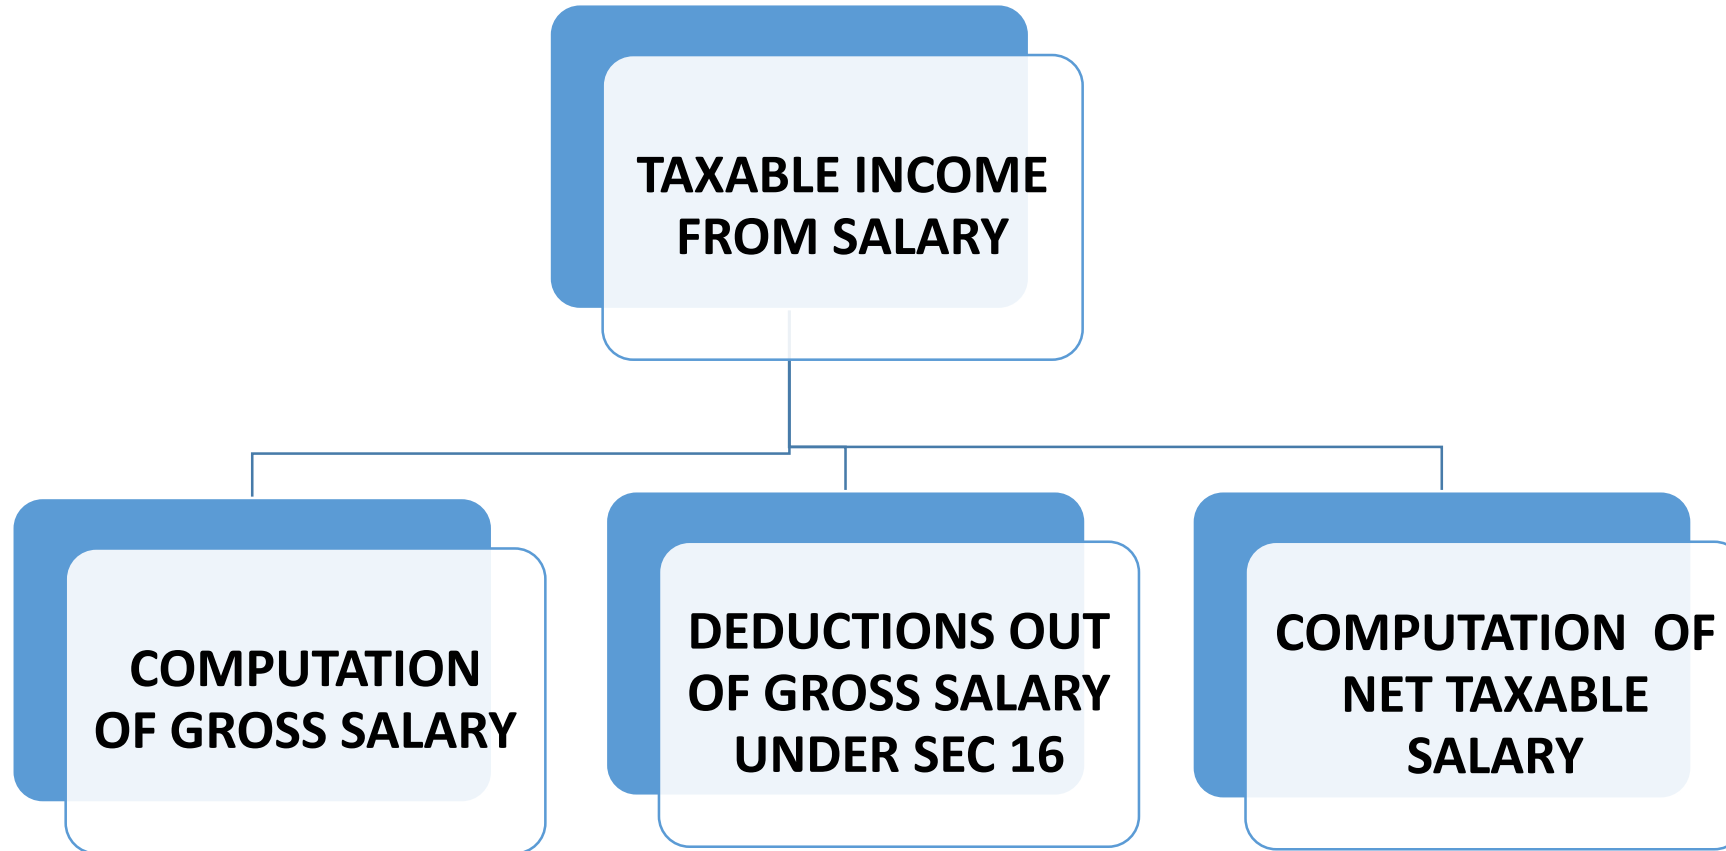 TAXABLE INCOME
FROM SALARY
COMPUTATION
OF GROSS SALARY
DEDUCTIONS OUT
OF GROSS SALARY
UNDER SEC 16
COMPUTATION  OF
NET TAXABLE
SALARY